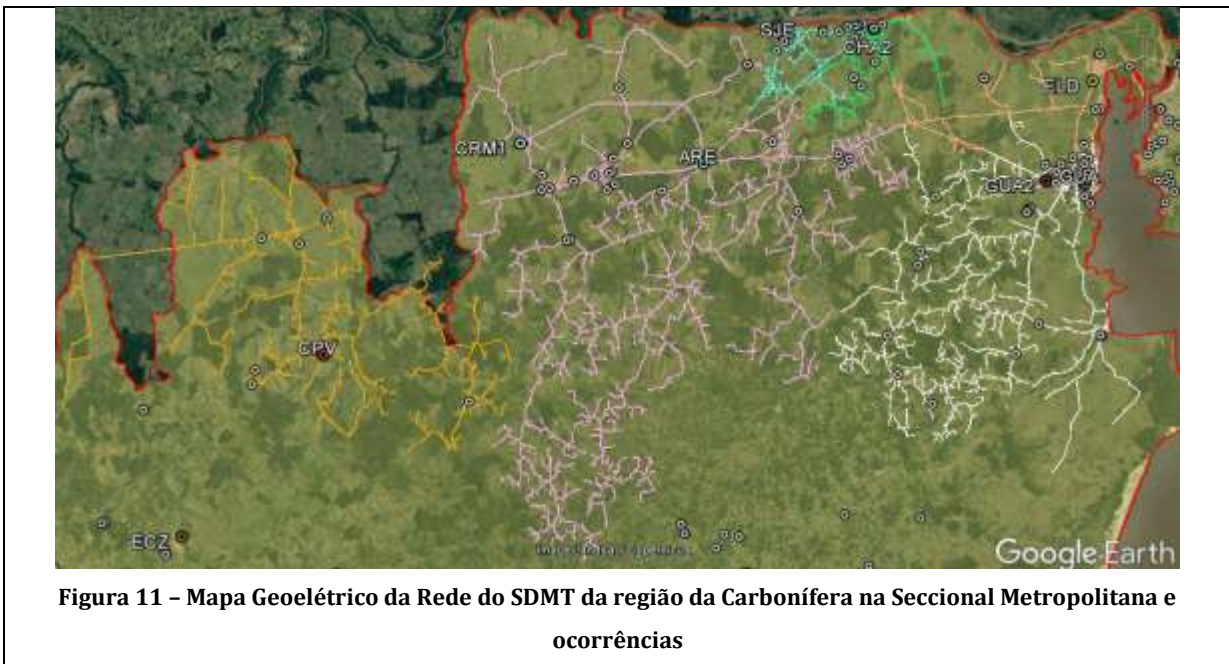 SJE
CHA2
ELD
CRM1
ARE
GUA2
CPV
ECZ
Google Earth
Figura 11 – Mapa Geoelétrico da Rede do SDMT da região da Carbonífera na Seccional Metropolitana e
ocorrências